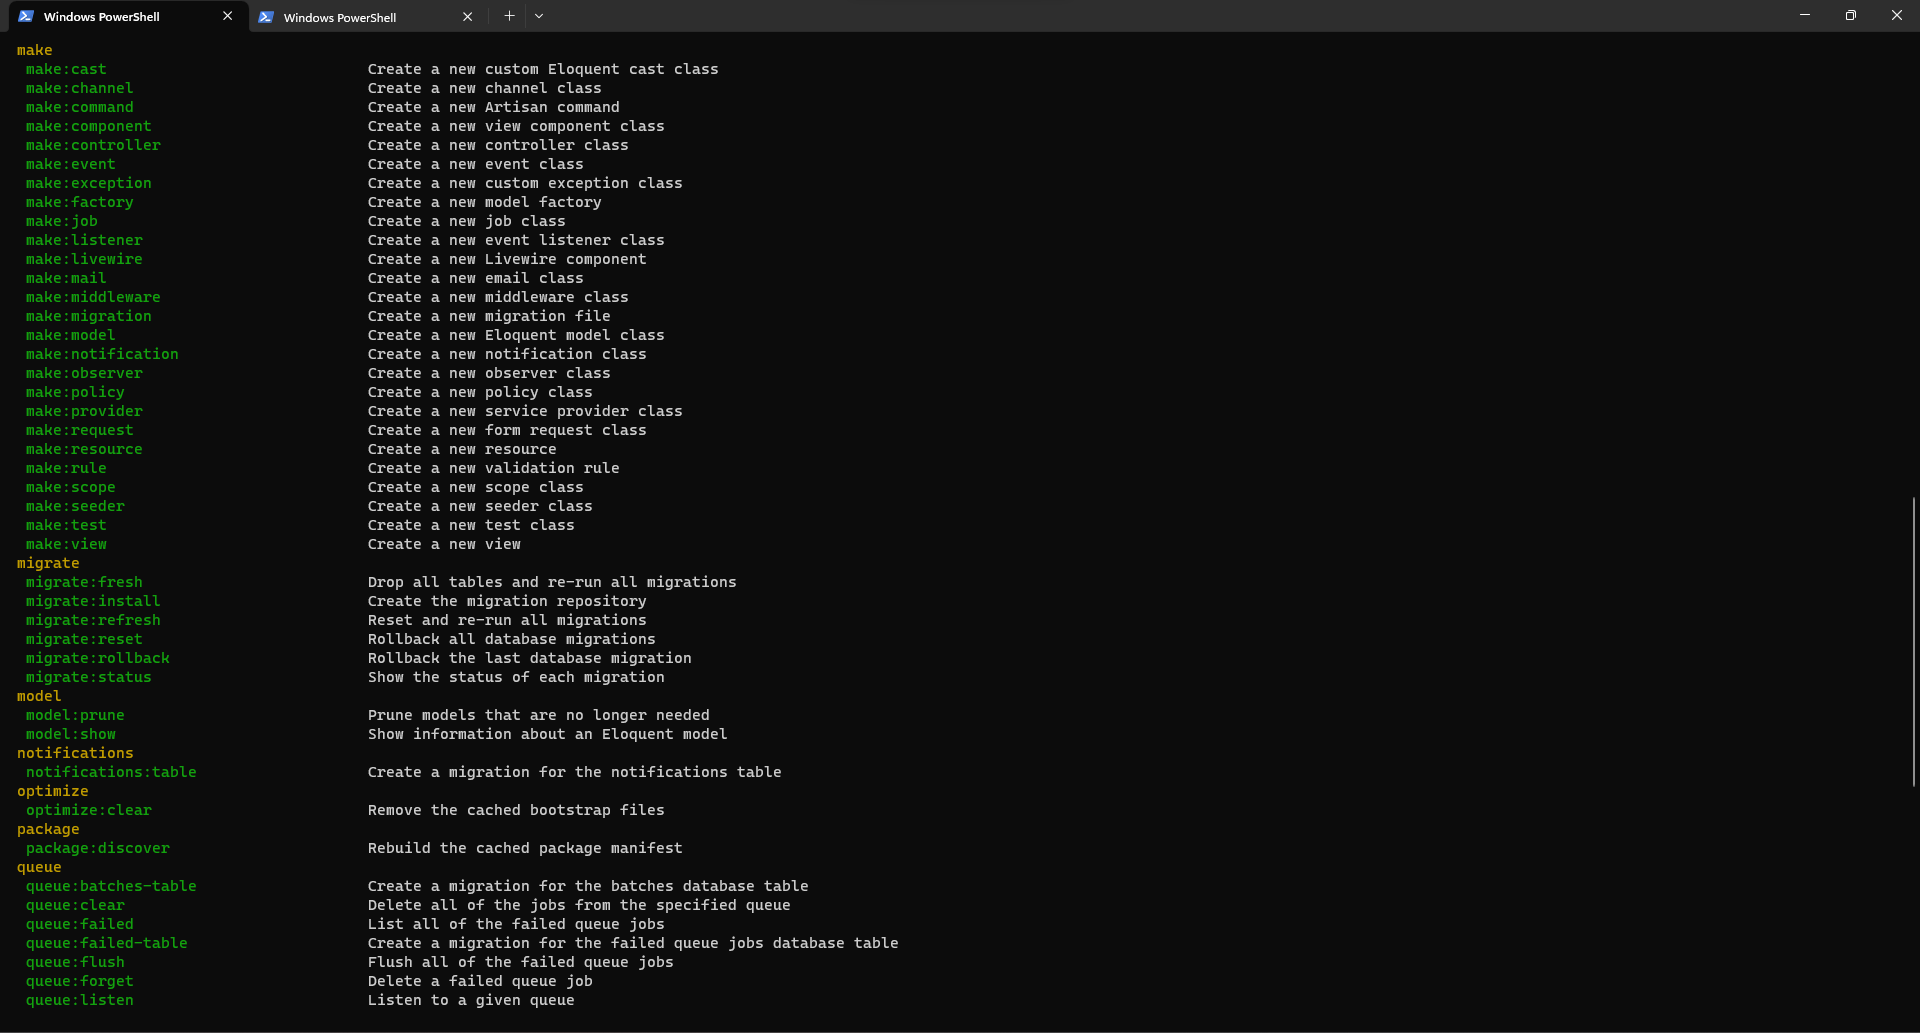 Windows PowerShell
Windows PowerShell
make
make:cast Create a new custom Eloquent cast class
make:channel Create a new channel class
make:command Create a new Artisan command
make:component Create a new view component class
make:controller Create a new controller class
make:event Create a new event class
make:exception Create a new custom exception class
make:factory Create a new model factory
make:job Create a new job class
make:listener Create a new event listener class
make:livewire Create a new Livewire component
make:mail Create a new email class
make:middleware Create a new middleware class
make:migration Create a new migration file
make:model Create a new Eloquent model class
make:notification Create a new notification class
make:observer Create a new observer class
make:policy Create a new policy class
make:provider Create a new service provider class
make:request Create a new form request class
make:resource Create a new resource
make:rule Create a new validation rule
make:scope Create a new scope class
make:seeder Create a new seeder class
make:test Create a new test class
make:view Create a new view
migrate
migrate:fresh Drop all tables and re-run all migrations
migrate:install Create the migration repository
migrate:refresh Reset and re-run all migrations
migrate:reset Rollback all database migrations
migrate:rollback Rollback the last database migration
migrate:status Show the status of each migration
model
model:prune Prune models that are no longer needed
model:show Show information about an Eloquent model
notifications
notifications:table Create a migration for the notifications table
optimize
optimize:clear Remove the cached bootstrap files
package
package:discover Rebuild the cached package manifest
queue
queue:batches-table Create a migration for the batches database table
queue:clear Delete all of the jobs from the specified queue
queue:failed List all of the failed queue jobs
queue:failed-table Create a migration for the failed queue jobs database table
queue:flush Flush all of the failed queue jobs
queue:forget Delete a failed queue job
queue:listen Listen to a given queue